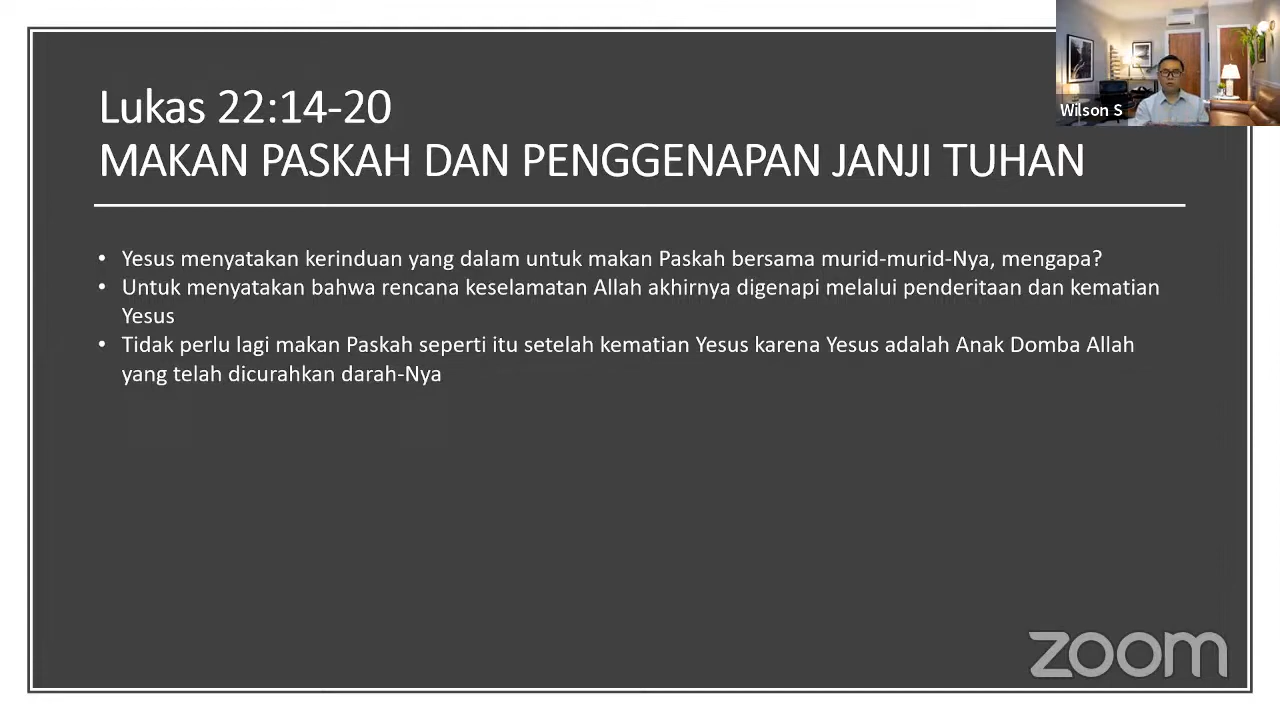 Lukas 22:14-20
MAKAN PASKAH DAN PENGGENAPAN JANJI TUHAN
Wilson S
• Yesus menyatakan kerinduan yang dalam untuk makan Paskah bersama murid-murid-Nya, mengapa?
• Untuk menyatakan bahwa rencana keselamatan Allah akhirnya digenapi melalui penderitaan dan kematian
Yesus
• Tidak perlu lagi makan Paskah seperti itu setelah kematian Yesus karena Yesus adalah Anak Domba Allah
yang telah dicurahkan darah-Nya
zoom